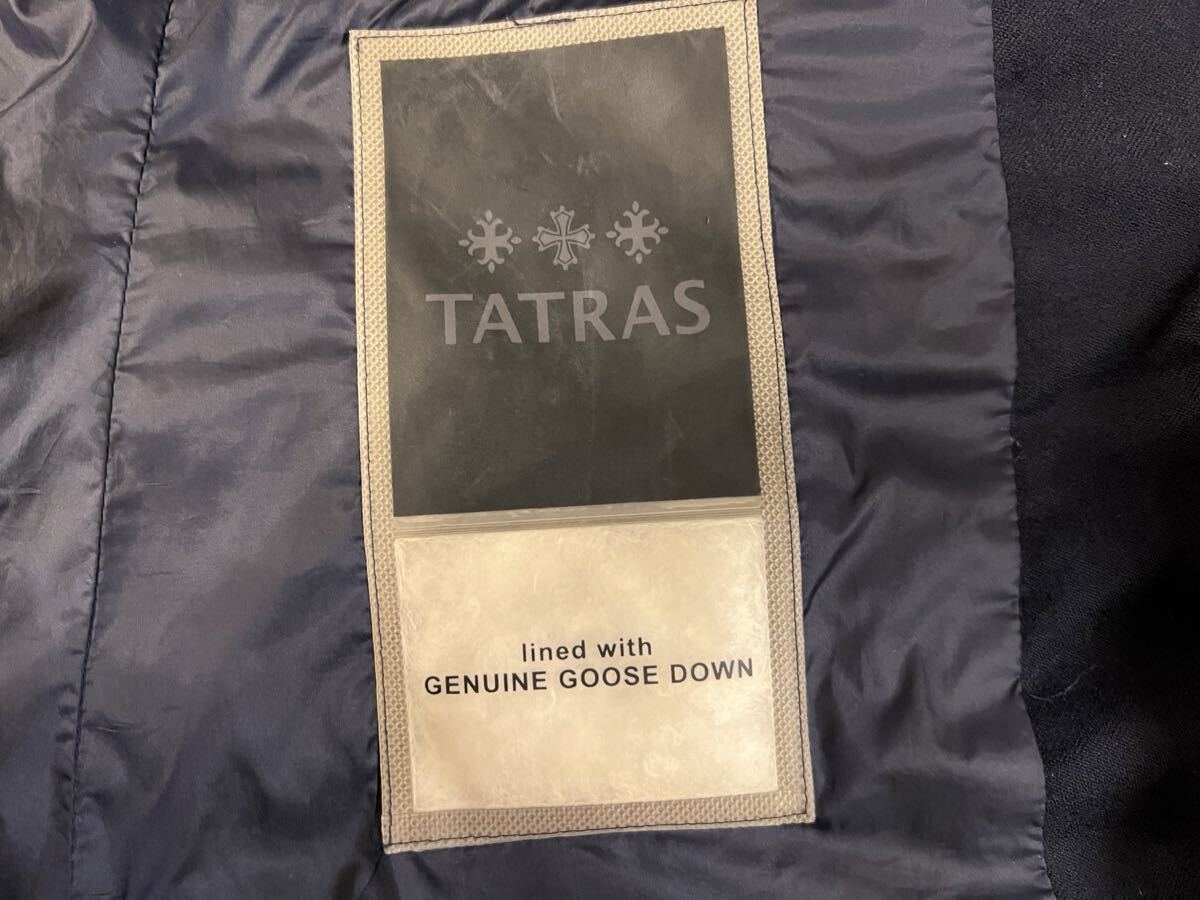 TATRAS
lined with
GENUINE GOOSE DOWN